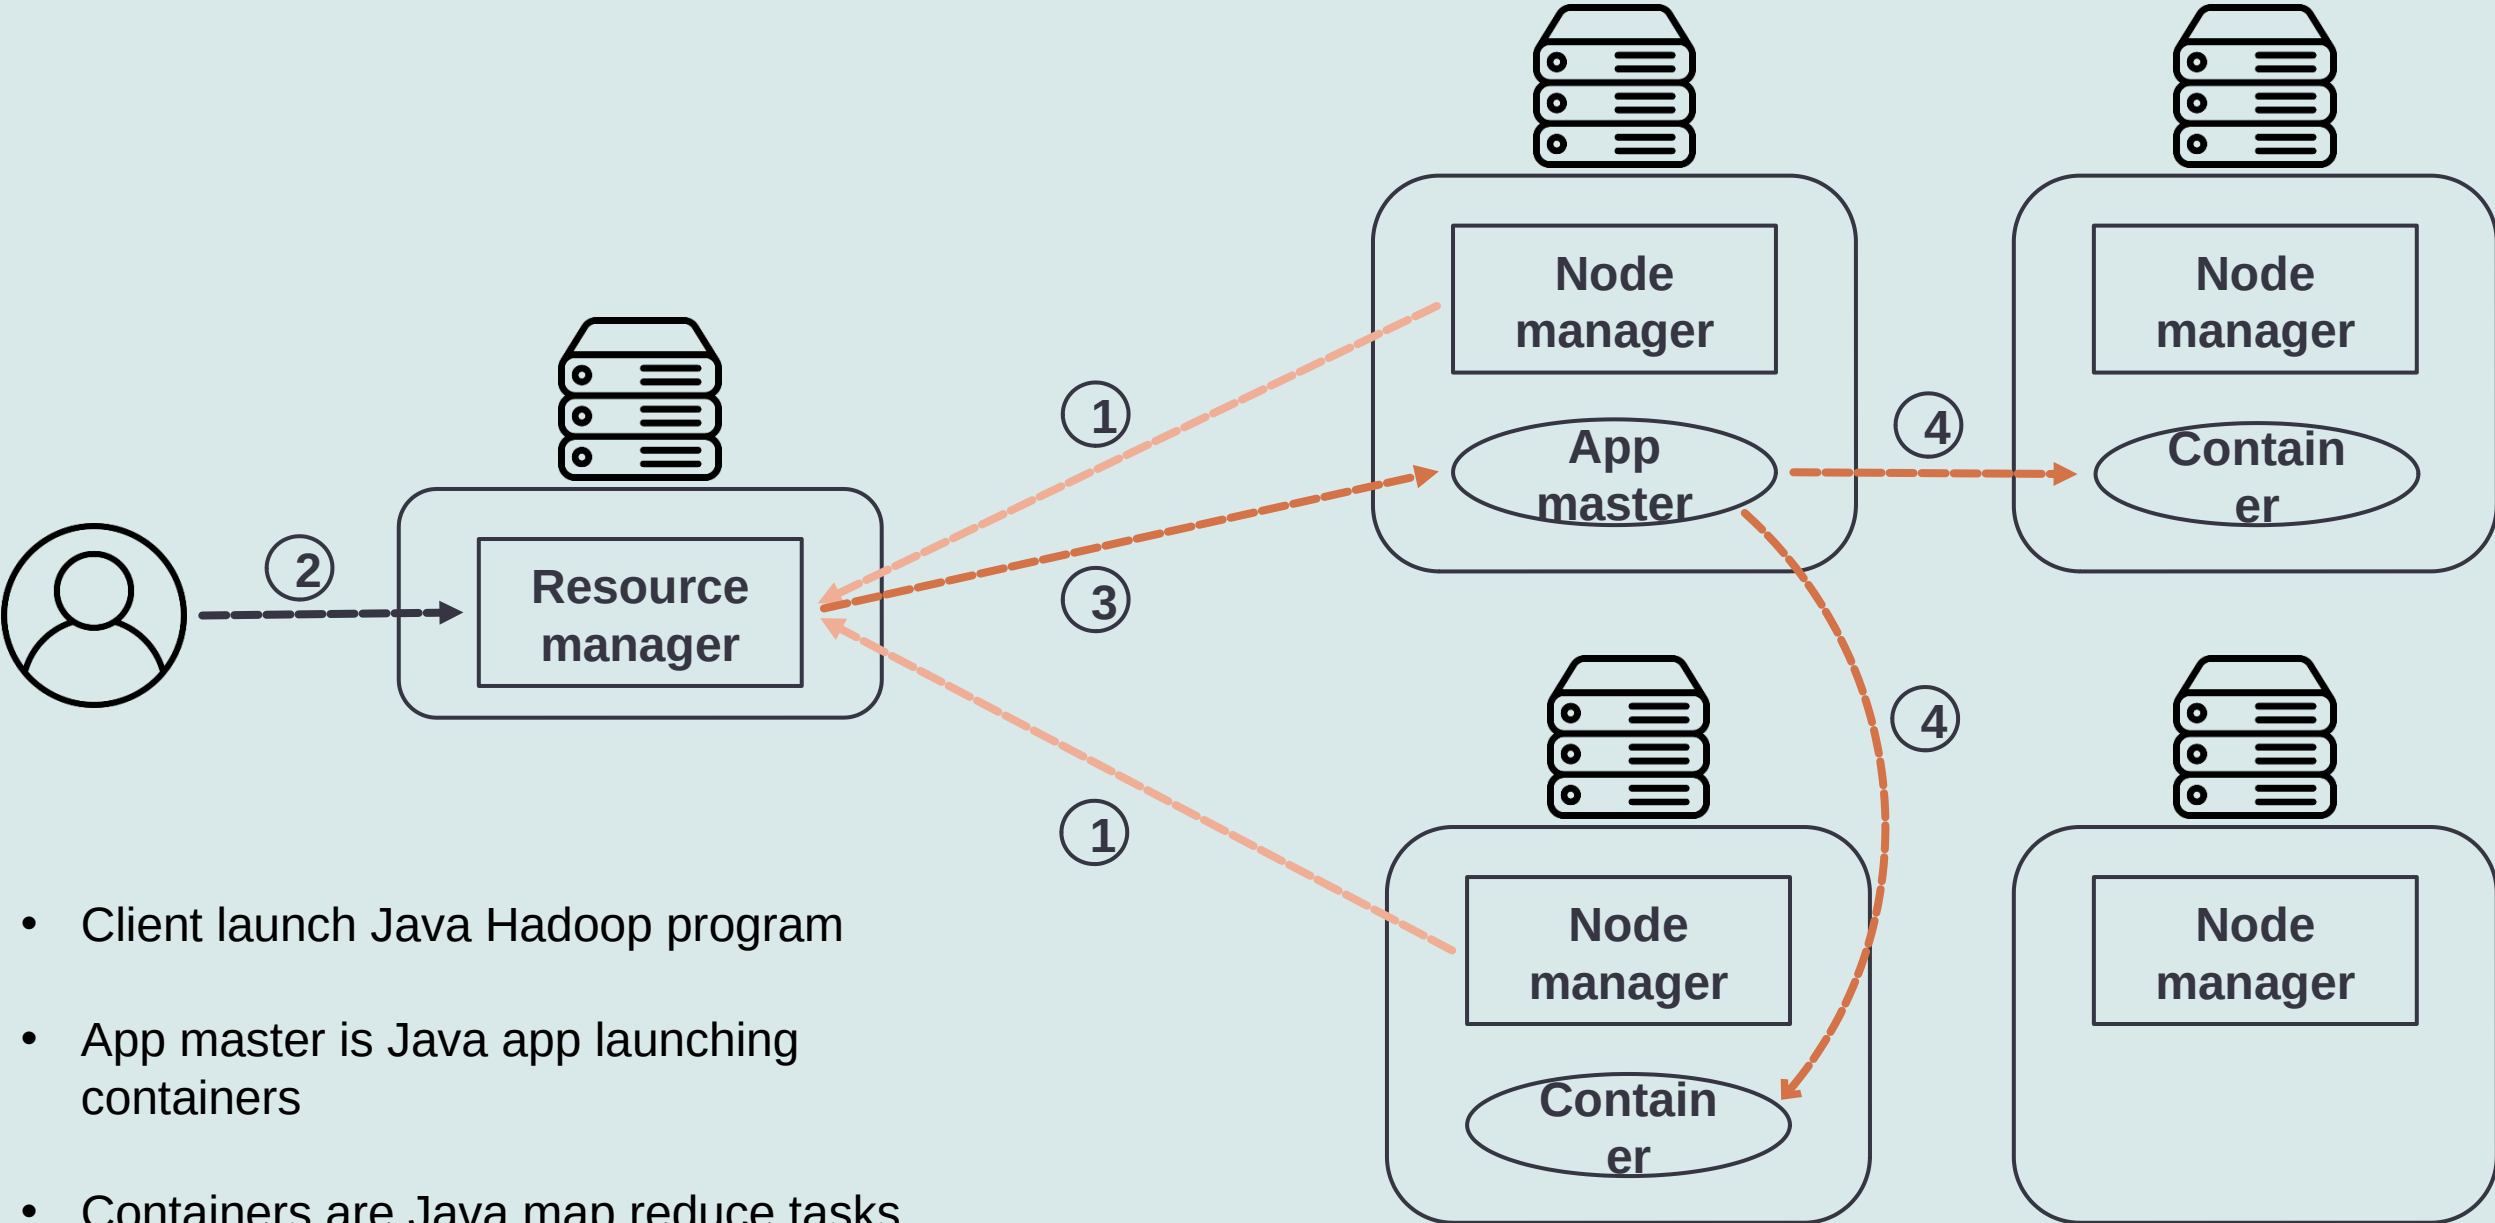 Node
manager
Node
manager
1
4
App
master
Contain
er
2
Resource
manager
3
4
1
Node
manager
Node
manager
Contain
er
• Client launch Java Hadoop program
• App master is Java app launching
containers
• Containers are Java map reduce tasks